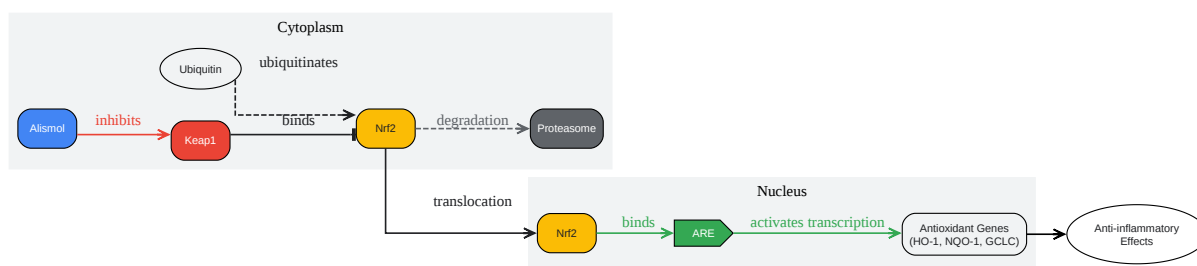 Cytoplasm
Ubiquitin
ubiquitinates
Alismol
inhibits
Keap1
binds
Nrf2
degradation
Proteasome
translocation
Nucleus
Nrf2
binds
ARE
activates transcription
Antioxidant Genes
(HO-1, NQO-1, GCLC)
Anti-inflammatory
Effects